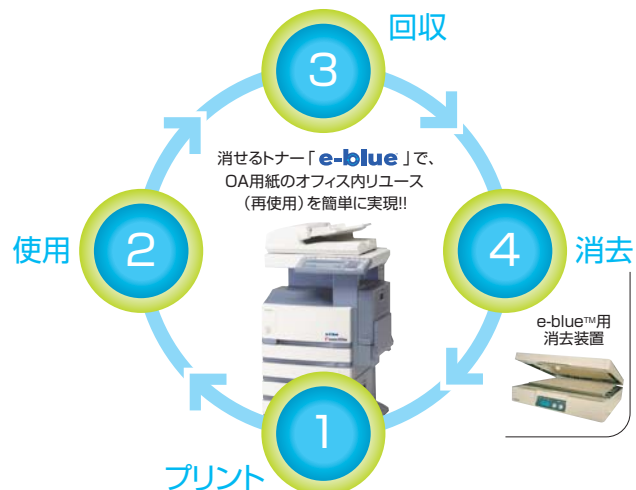 3
回収
消せるトナー「e-blue」で、
OA用紙のオフィス内リユース
(再使用)を簡単に実現!!
使用
2
4
消去
e-blue™用
消去装置
1
プリント